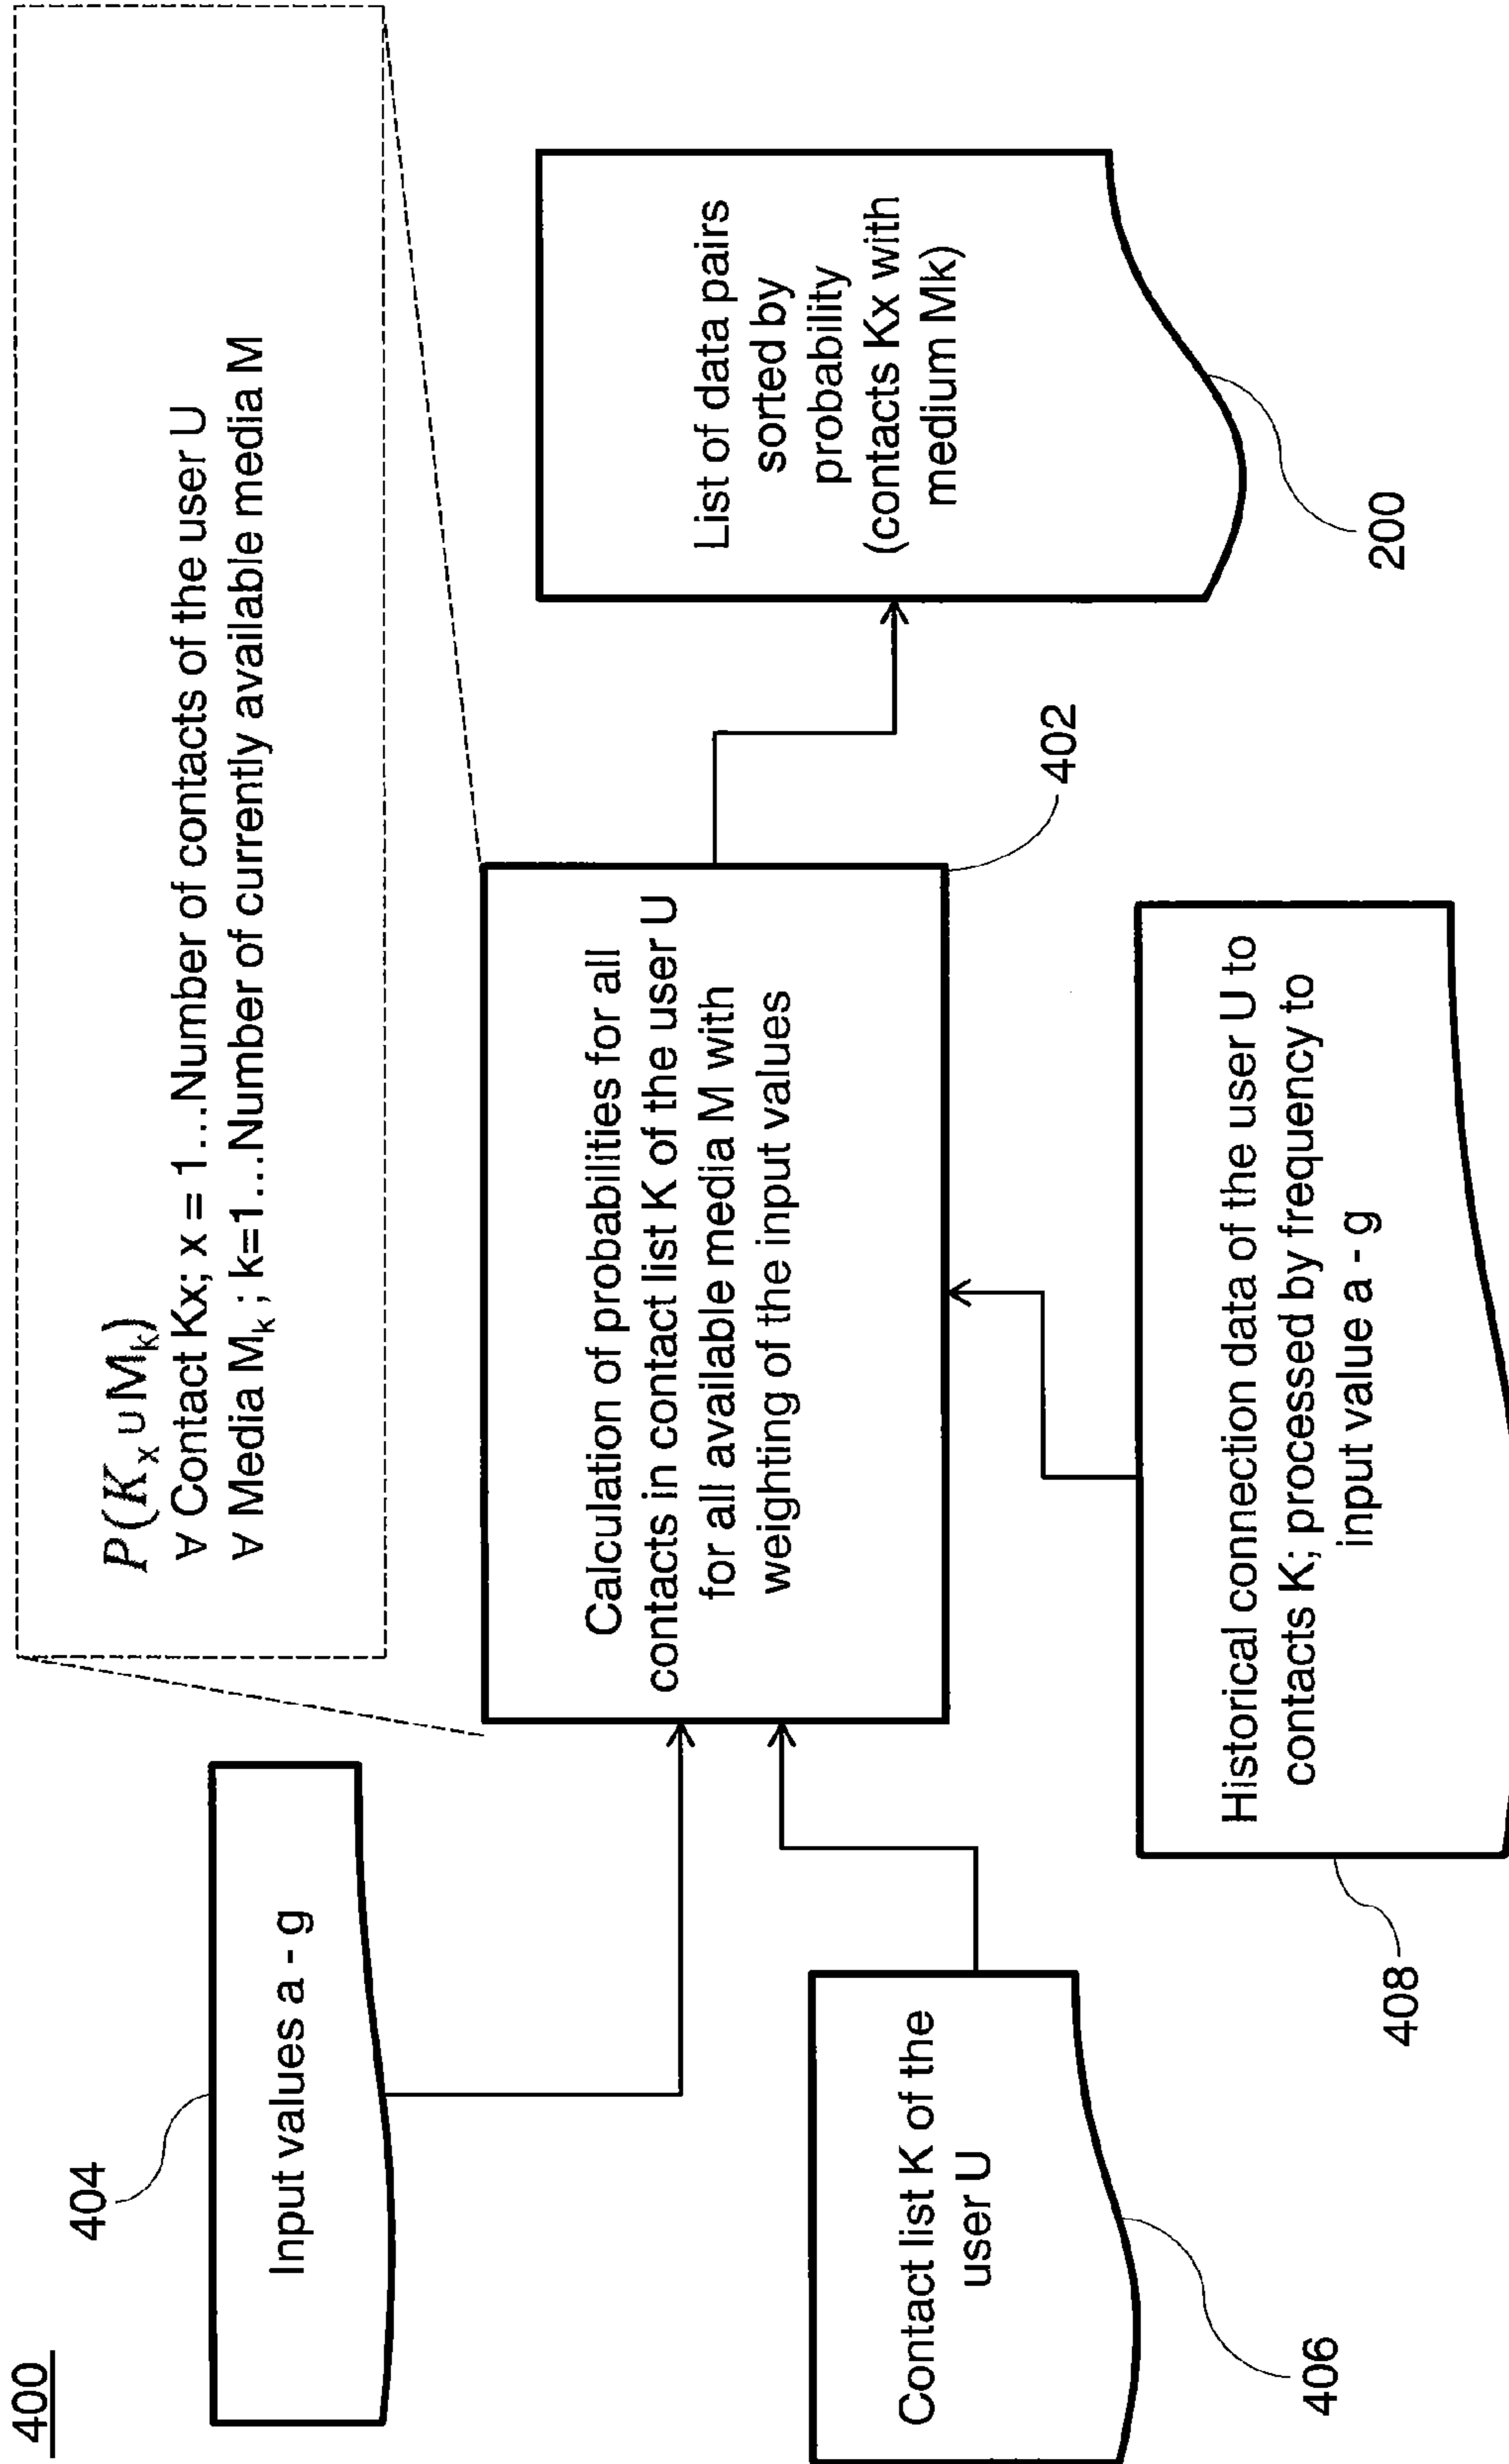 400
404
Input values a - g
P(K_x ∪ M_k)
∀ Contact Kx; x = 1...Number of contacts of the user U
∀ Media M_k ; k=1...Number of currently available media M
Calculation of probabilities for all
contacts in contact list K of the user U
for all available media M with
weighting of the input values
402
List of data pairs
sorted by
probability
(contacts Kx with
medium Mk)
200
Contact list K of the
user U
406
Historical connection data of the user U to
contacts K; processed by frequency to
input value a - g
408